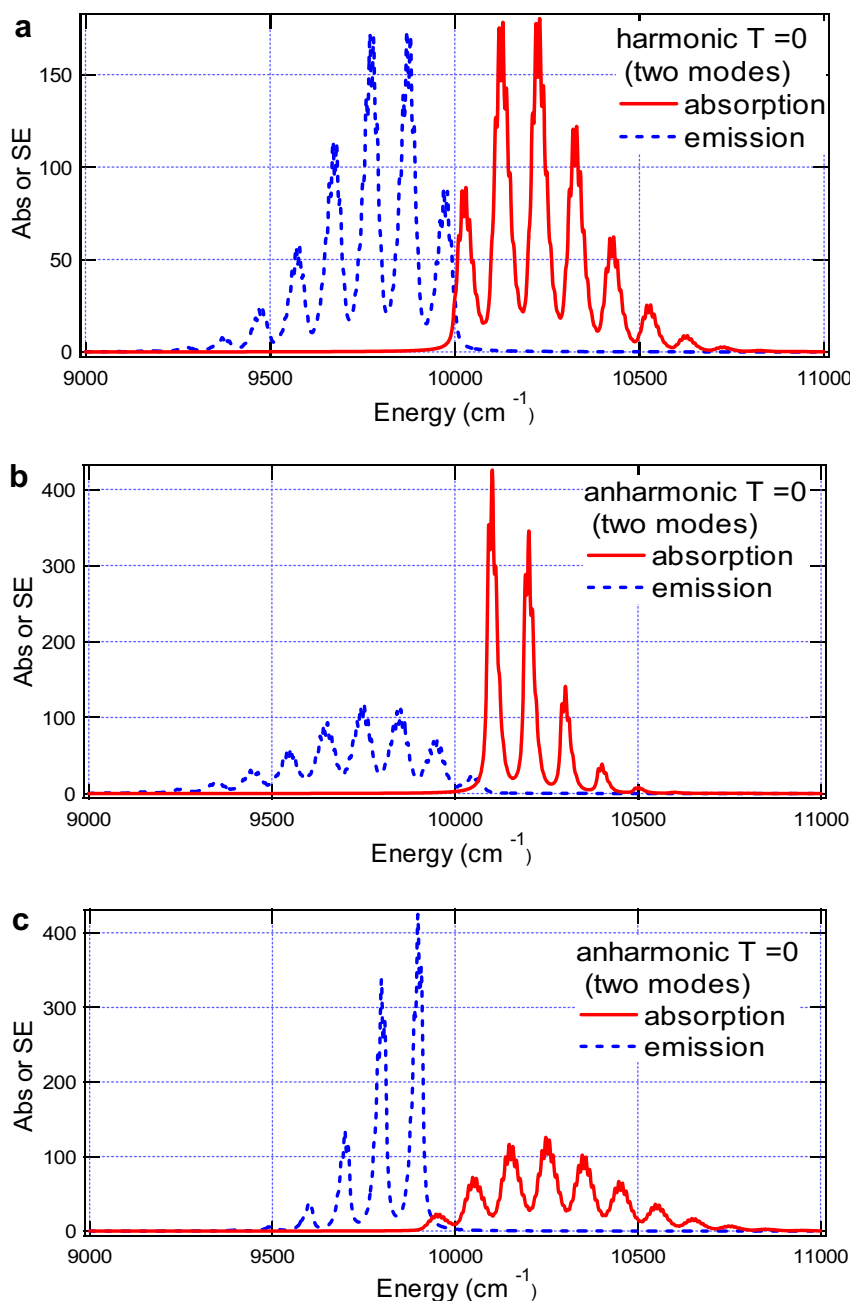 a
harmonic T =0
(two modes)
absorption
emission
Abs or SE
150
100
50
0
9000 9500 10000 10500 11000
Energy (cm -1)
b
anharmonic T =0
(two modes)
absorption
emission
Abs or SE
400
300
200
100
0
9000 9500 10000 10500 11000
Energy (cm -1)
c
anharmonic T =0
(two modes)
absorption
emission
Abs or SE
400
300
200
100
0
9000 9500 10000 10500 11000
Energy (cm -1)